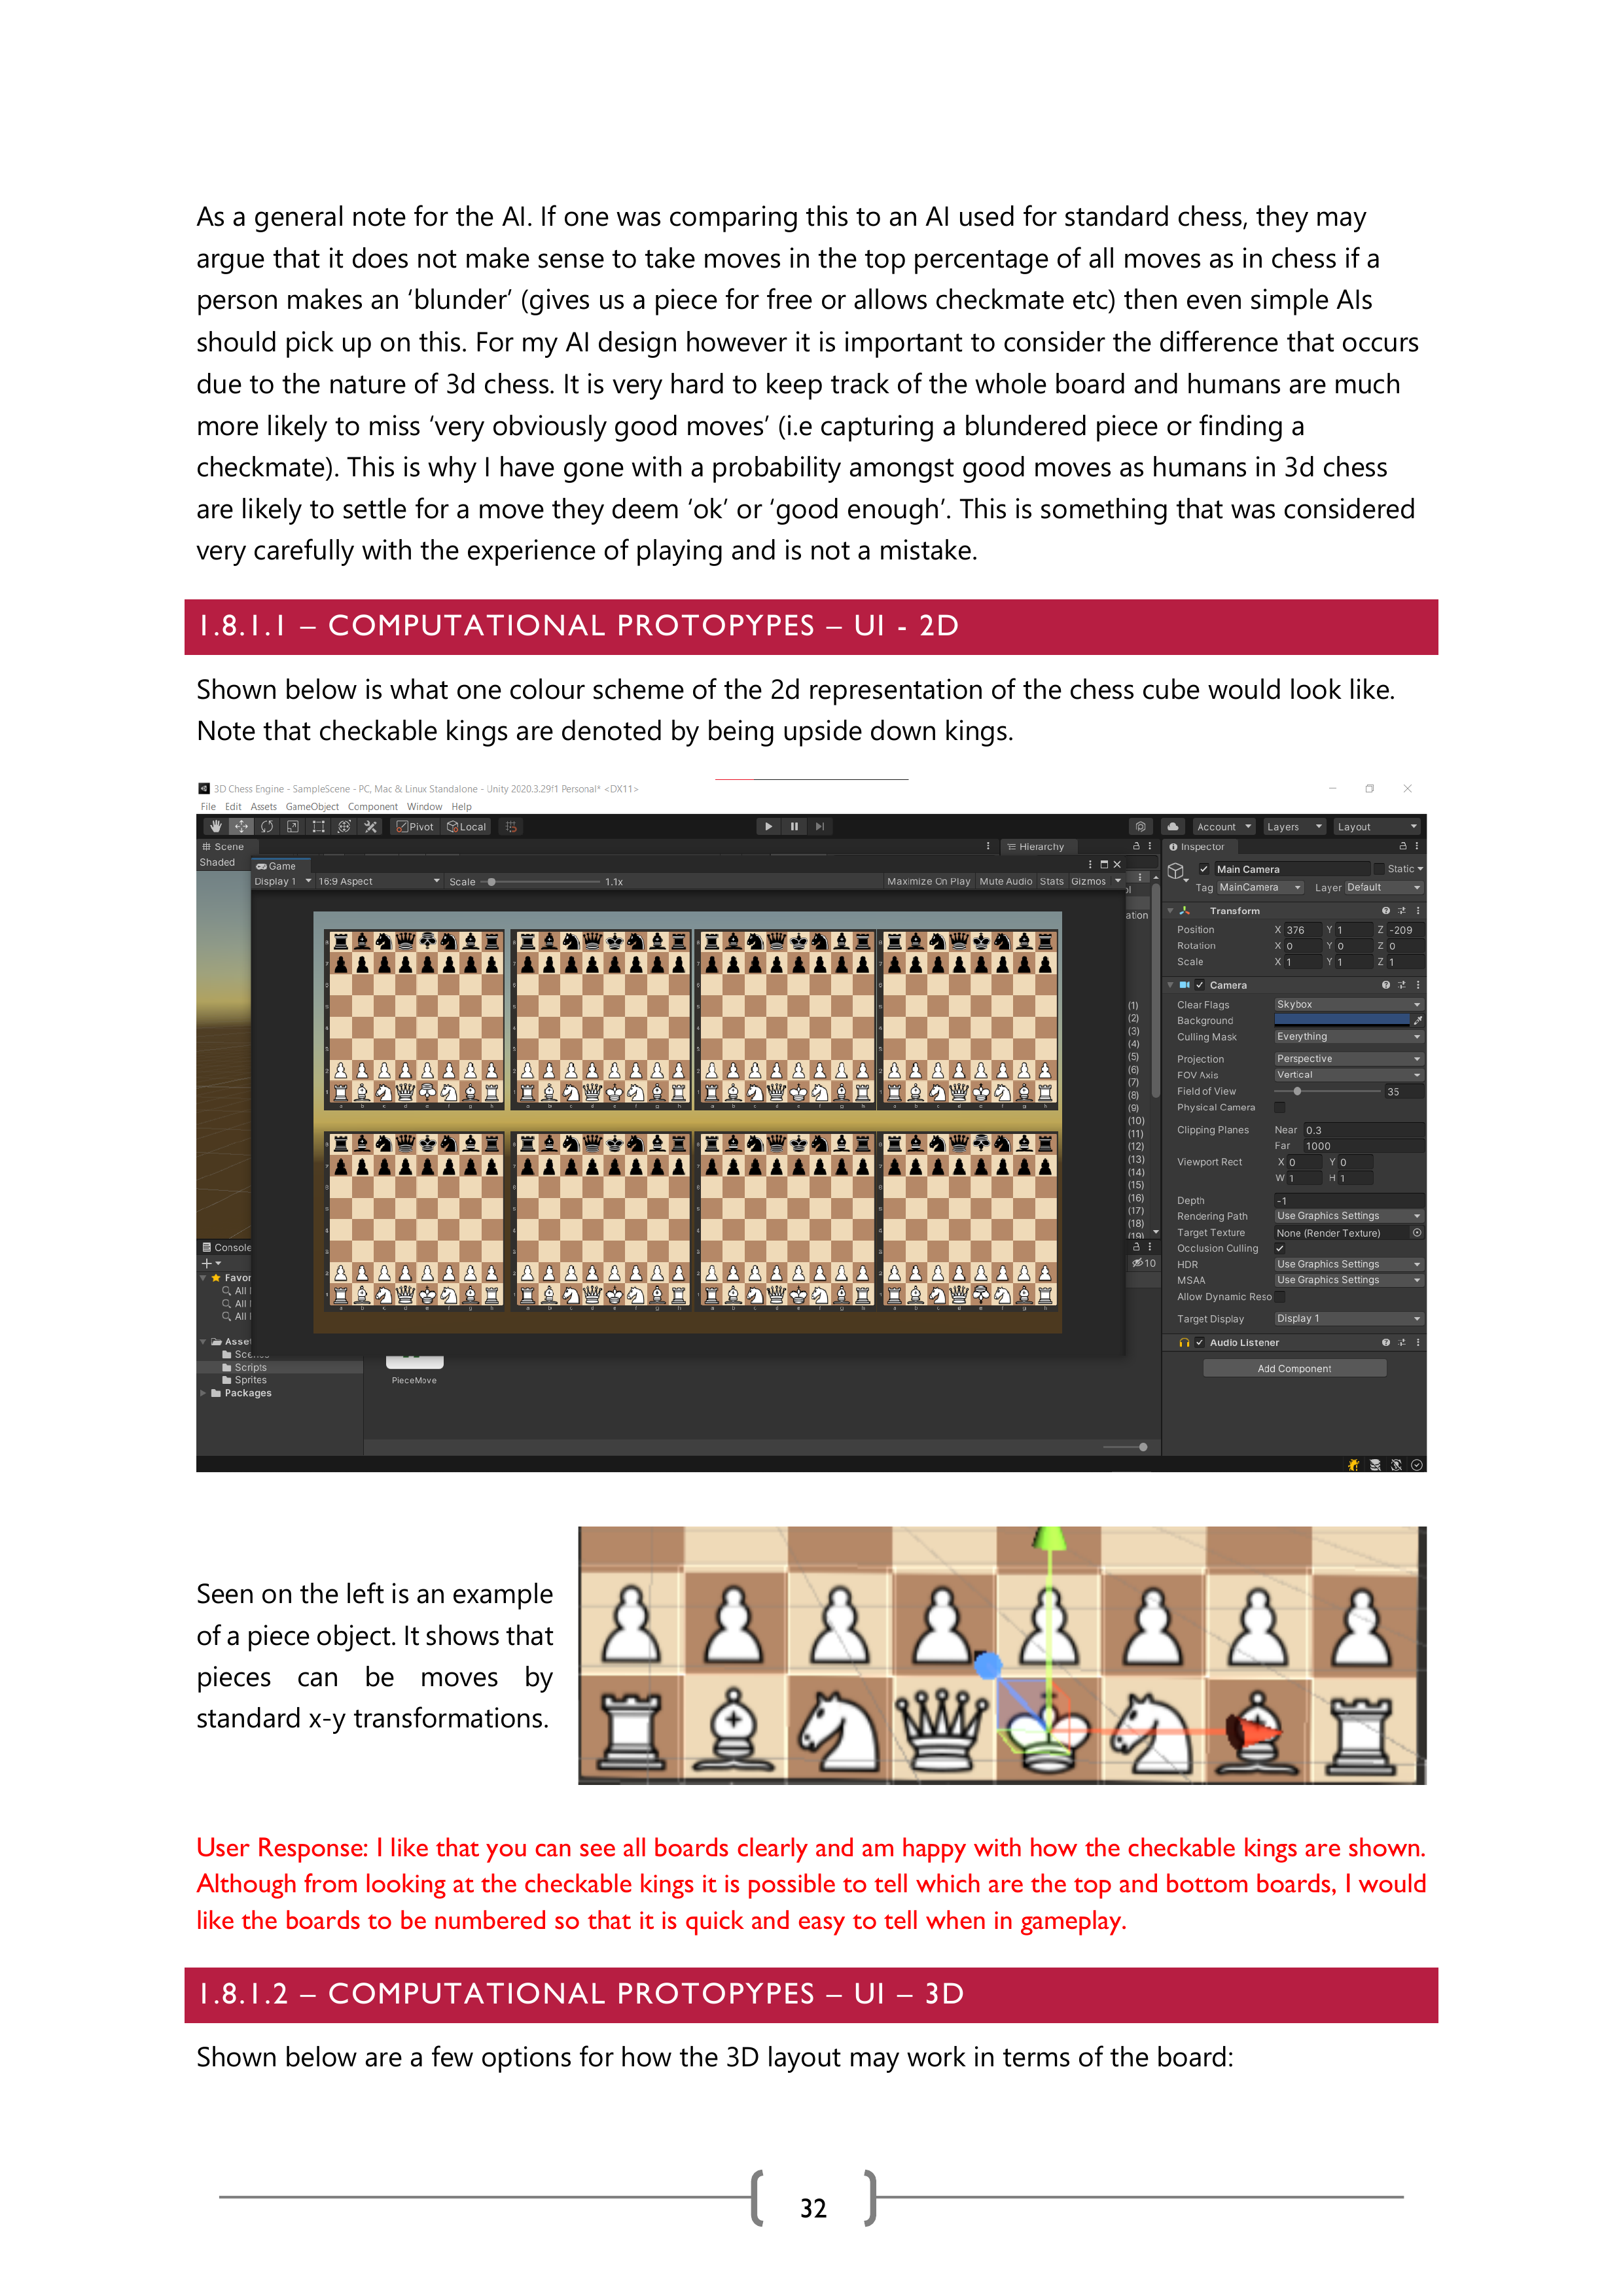 As a general note for the AI. If one was comparing this to an AI used for standard chess, they may
argue that it does not make sense to take moves in the top percentage of all moves as in chess if a
person makes an ‘blunder’ (gives us a piece for free or allows checkmate etc) then even simple AIs
should pick up on this. For my AI design however it is important to consider the difference that occurs
due to the nature of 3d chess. It is very hard to keep track of the whole board and humans are much
more likely to miss ‘very obviously good moves’ (i.e capturing a blundered piece or finding a
checkmate). This is why I have gone with a probability amongst good moves as humans in 3d chess
are likely to settle for a move they deem ‘ok’ or ‘good enough’. This is something that was considered
very carefully with the experience of playing and is not a mistake.
1.8.1.1 – COMPUTATIONAL PROTOPYPES – UI - 2D
Shown below is what one colour scheme of the 2d representation of the chess cube would look like.
Note that checkable kings are denoted by being upside down kings.
3D Chess Engine - SampleScene - PC, Mac & Linux Standalone - Unity 2020.3.29f1 Personal* <DX11>
File Edit Assets GameObject Component Window Help
Pivot Local Account Layers Layout
Scene Hierarchy Inspector
Shaded
Game
Display 1 16:9 Aspect Scale 1.1x Maximize On Play Mute Audio Stats Gizmos
Main Camera Static
Tag MainCamera Layer Default
ation
Transform
Position X 376 Y 1 Z -209
Rotation X 0 Y 0 Z 0
Scale X 1 Y 1 Z 1
Camera
Clear Flags Skybox
Background
Culling Mask Everything
Projection Perspective
FOV Axis Vertical
Field of View 35
Physical Camera
Clipping Planes Near 0.3
Far 1000
Viewport Rect X 0 Y 0
W 1 H 1
Depth -1
Rendering Path Use Graphics Settings
Target Texture None (Render Texture)
Occlusion Culling
HDR Use Graphics Settings
MSAA Use Graphics Settings
Allow Dynamic Reso
Target Display Display 1
Audio Listener
Add Component
(1)
(2)
(3)
(4)
(5)
(6)
(7)
(8)
(9)
(10)
(11)
(12)
(13)
(14)
(15)
(16)
(17)
(18)
(19)
10
Console
Favor
All
All
All
Asse
Scenes
Scripts
Sprites
Packages
PieceMove
Seen on the left is an example
of a piece object. It shows that
pieces can be moves by
standard x-y transformations.
User Response: I like that you can see all boards clearly and am happy with how the checkable kings are shown.
Although from looking at the checkable kings it is possible to tell which are the top and bottom boards, I would
like the boards to be numbered so that it is quick and easy to tell when in gameplay.
1.8.1.2 – COMPUTATIONAL PROTOPYPES – UI – 3D
Shown below are a few options for how the 3D layout may work in terms of the board:
32